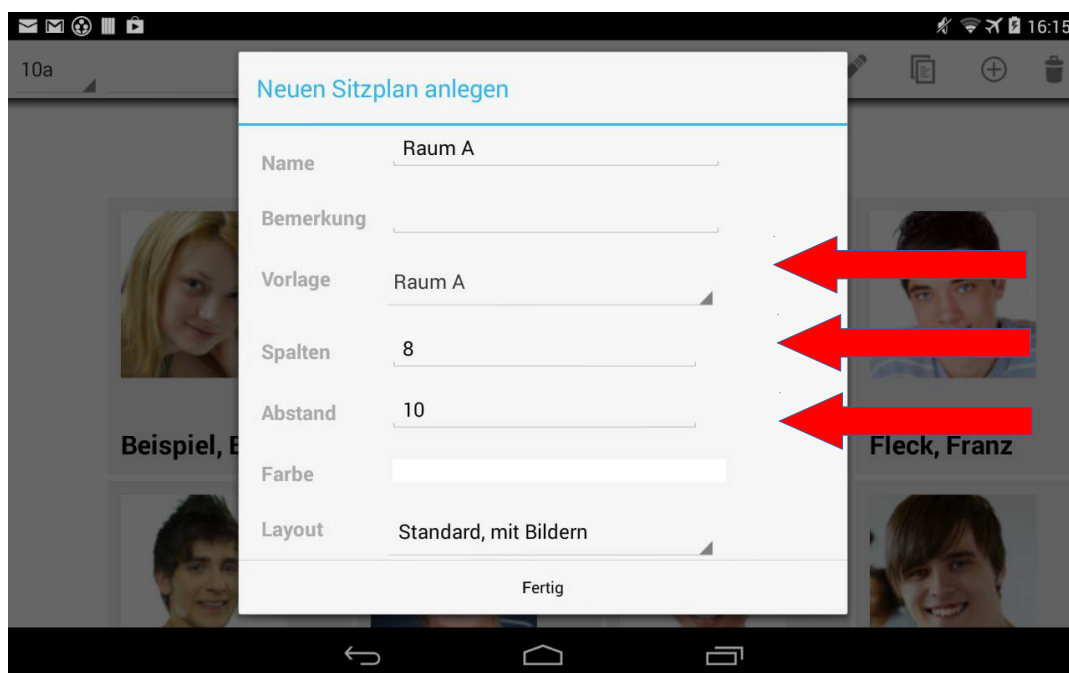 16:15
10a
Neuen Sitzplan anlegen
Name Raum A
Bemerkung
Vorlage Raum A
Spalten 8
Abstand 10
Beispiel, E
Fleck, Franz
Farbe
Layout Standard, mit Bildern
Fertig